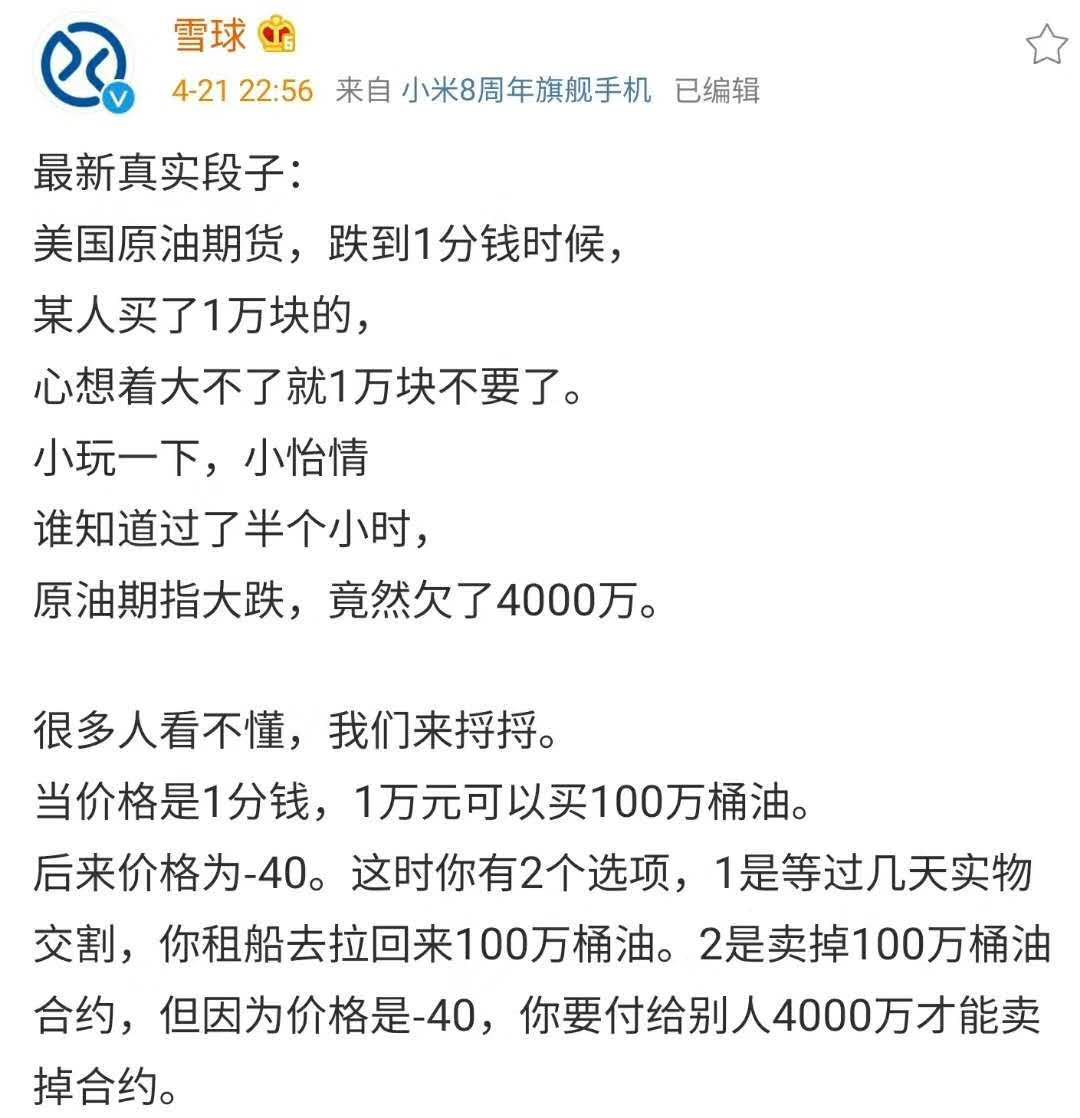 雪球
4-21 22:56 来自 小米8周年旗舰手机 已编辑
最新真实段子：
美国原油期货，跌到1分钱时候，
某人买了1万块的，
心想着大不了就1万块不要了。
小玩一下，小怡情
谁知道过了半个小时，
原油期指大跌，竟然欠了4000万。
很多人看不懂，我们来捋捋。
当价格是1分钱，1万元可以买100万桶油。
后来价格为-40。这时你有2个选项，1是等过几天实物
交割，你租船去拉回来100万桶油。2是卖掉100万桶油
合约，但因为价格是-40，你要付给别人4000万才能卖
掉合约。